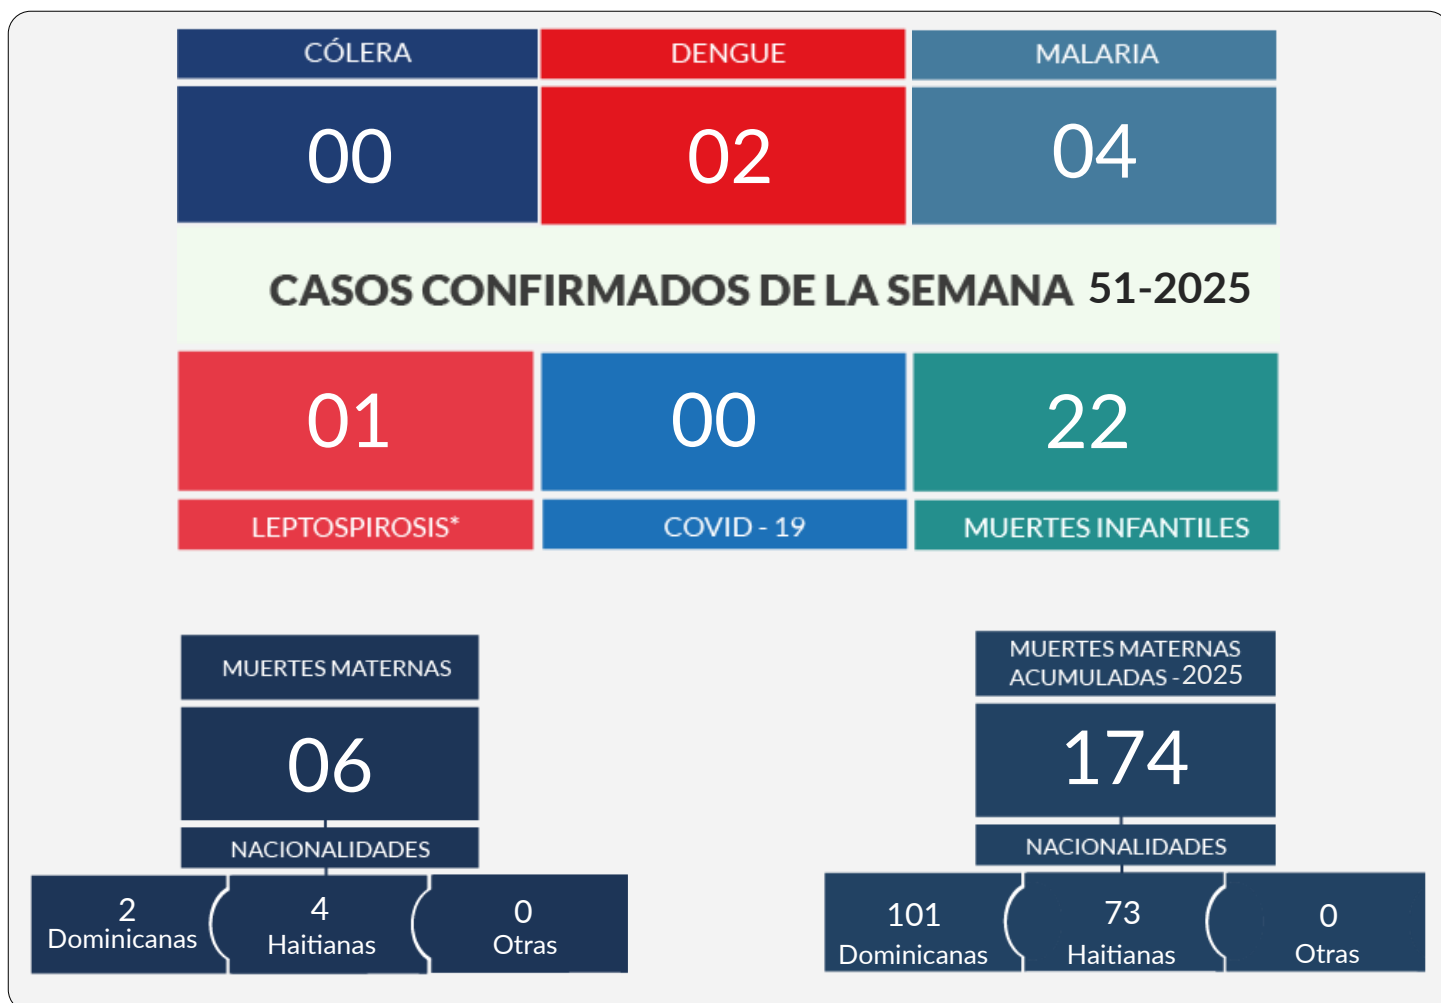 CÓLERA
DENGUE
MALARIA
00
02
04
CASOS CONFIRMADOS DE LA SEMANA 51-2025
01
00
22
LEPTOSPIROSIS*
COVID - 19
MUERTES INFANTILES
MUERTES MATERNAS
06
NACIONALIDADES
2
Dominicanas
4
Haitianas
0
Otras
MUERTES MATERNAS
ACUMULADAS - 2025
174
NACIONALIDADES
101
Dominicanas
73
Haitianas
0
Otras